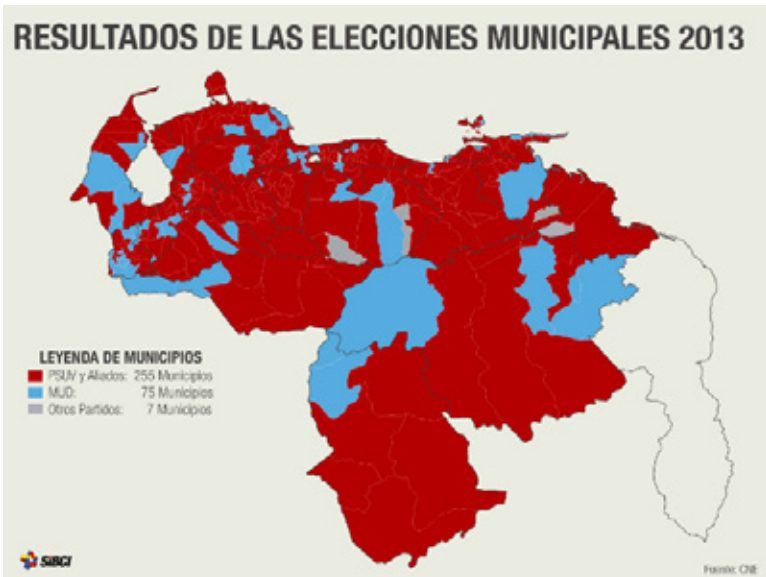 RESULTADOS DE LAS ELECCIONES MUNICIPALES 2013
LEYENDA DE MUNICIPIOS
PSUV y Aliados: 255 Municipios
MUD: 75 Municipios
Otros Partidos: 7 Municipios
SiBCI
Fuente: CNE